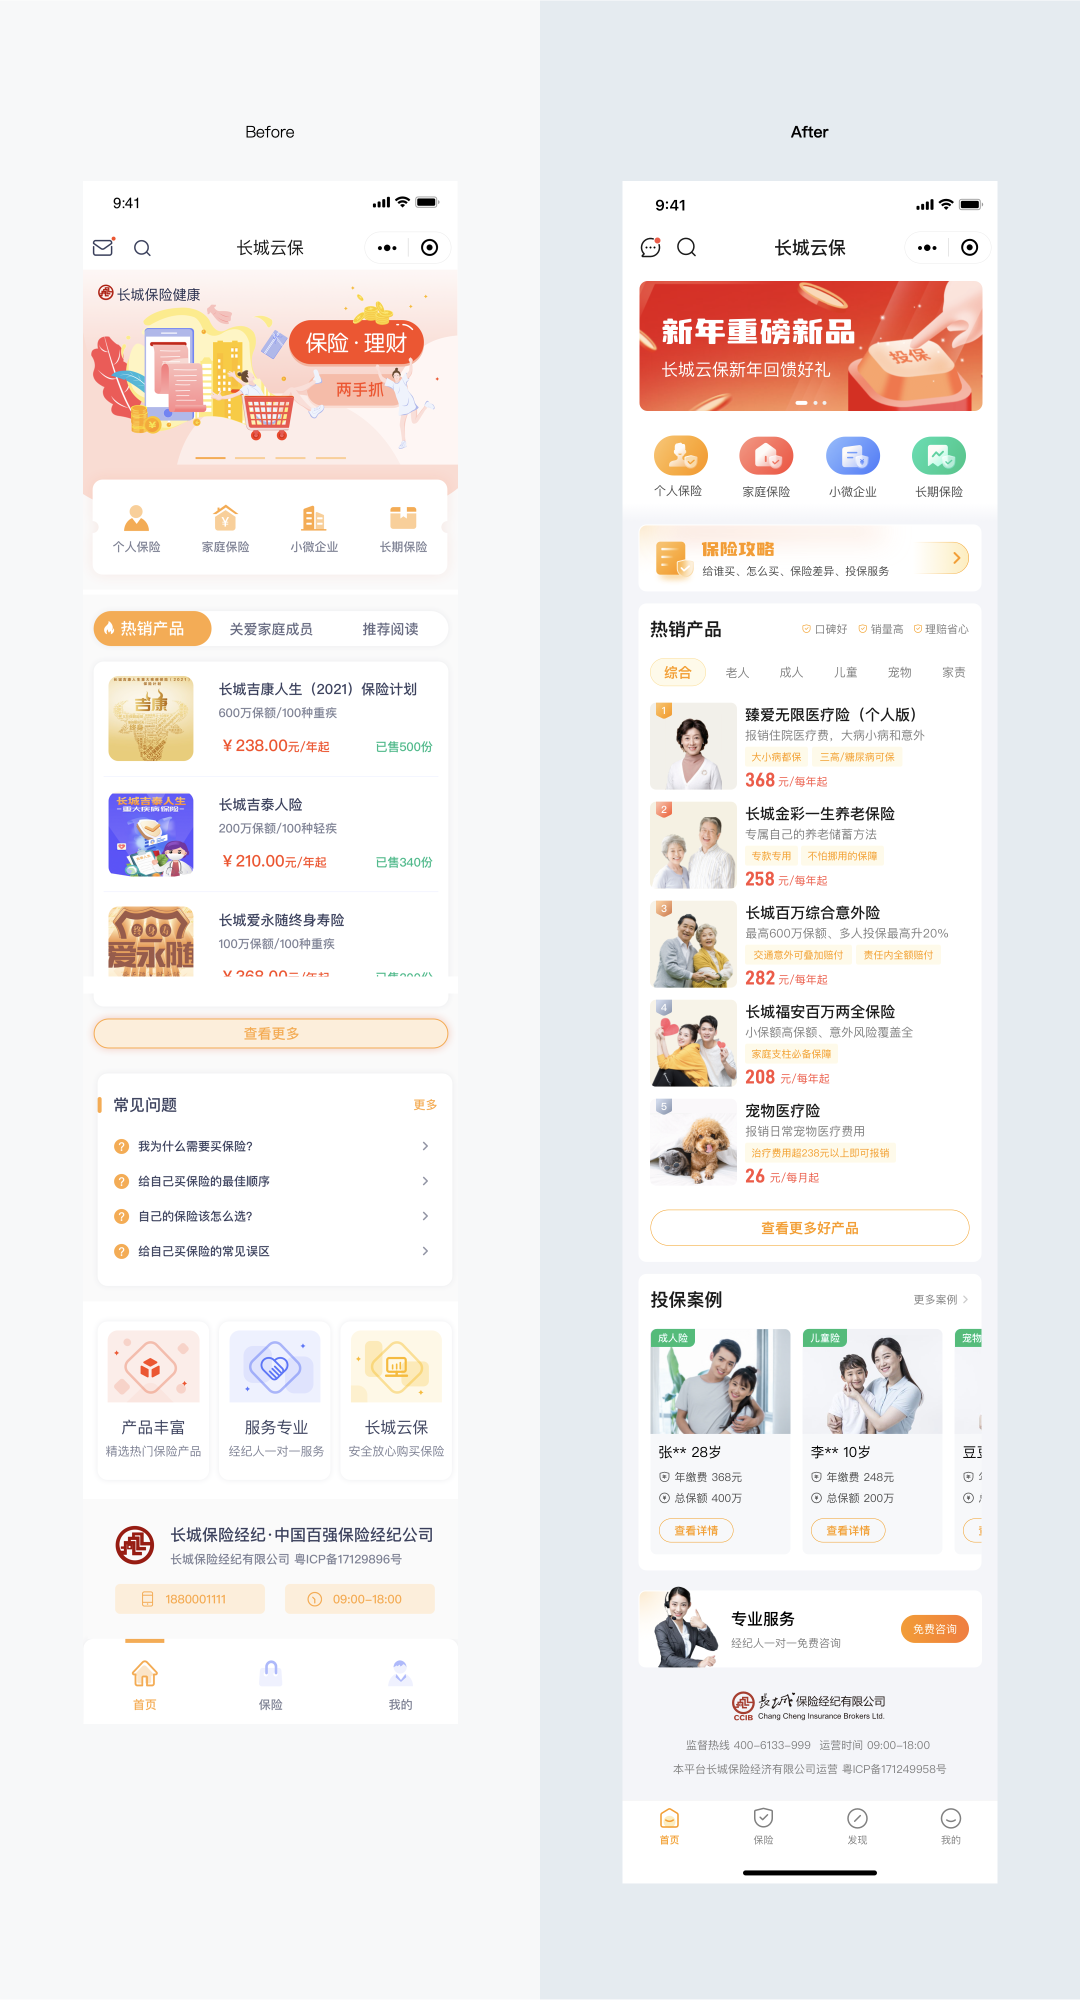 Before
9:41
长城云保
长城保险健康
保险·理财
两手抓
个人保险
家庭保险
小微企业
长期保险
热销产品
关爱家庭成员
推荐阅读
吉康
长城吉康人生（2021）保险计划
600万保额/100种重疾
￥238.00元/年起
已售500份
长城吉泰人生
-重大疾病保险-
长城吉泰人险
200万保额/100种轻疾
￥210.00元/年起
已售340份
终身寿
爱永随
长城爱永随终身寿险
100万保额/100种重疾
￥368.00元/年起
查看更多
常见问题
更多
我为什么需要买保险?
给自己买保险的最佳顺序
自己的保险该怎么选?
给自己买保险的常见误区
产品丰富
精选热门保险产品
服务专业
经纪人一对一服务
长城云保
安全放心购买保险
长城保险经纪·中国百强保险经纪公司
长城保险经纪有限公司 粤ICP备17129896号
1880001111
09:00-18:00
首页
保险
我的
After
9:41
长城云保
新年重磅新品
长城云保新年回馈好礼
投保
个人保险
家庭保险
小微企业
长期保险
保险攻略
给谁买、怎么买、保险差异、投保服务
热销产品
口碑好
销量高
理赔省心
综合
老人
成人
儿童
宠物
家责
1
臻爱无限医疗险（个人版）
报销住院医疗费，大病小病和意外
大小病都保
三高/糖尿病可保
368 元/每年起
2
长城金彩一生养老保险
专属自己的养老储蓄方法
专款专用
不怕挪用的保障
258 元/每年起
3
长城百万综合意外险
最高600万保额、多人投保最高升20%
交通意外可叠加赔付
责任内全额赔付
282 元/每年起
4
长城福安百万两全保险
小保额高保额、意外风险覆盖全
家庭支柱必备保障
208 元/每年起
5
宠物医疗险
报销日常宠物医疗费用
治疗费用超238元以上即可报销
26 元/每月起
查看更多好产品
投保案例
更多案例
成人险
张** 28岁
年缴费 368元
总保额 400万
查看详情
儿童险
李** 10岁
年缴费 248元
总保额 200万
查看详情
宠物
专业服务
经纪人一对一免费咨询
免费咨询
CCIB
长城保险经纪有限公司
Chang Cheng Insurance Brokers Ltd.
监督热线 400-6133-999 运营时间 09:00-18:00
本平台长城保险经济有限公司运营 粤ICP备171249958号
首页
保险
发现
我的